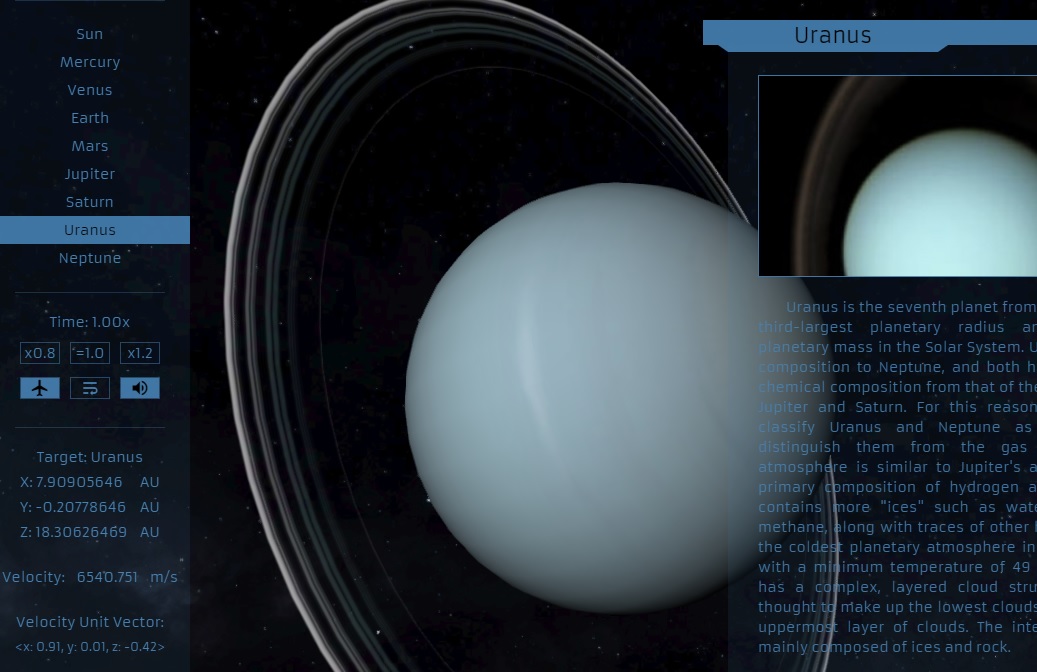 Sun
Mercury
Venus
Earth
Mars
Jupiter
Saturn
Uranus
Neptune
Time: 1.00x
x0.8 =1.0 x1.2
Target: Uranus
X: 7.90905646 AU
Y: -0.20778646 AU
Z: 18.30626469 AU
Velocity: 6540.751 m/s
Velocity Unit Vector:
<x: 0.91, y: 0.01, z: -0.42>
Uranus
Uranus is the seventh planet from
third-largest planetary radius
planetary mass in the Solar System.
composition to Neptune, and both
chemical composition from that of the
Jupiter and Saturn. For this reason
classify Uranus and Neptune as
distinguish them from the gas
atmosphere is similar to Jupiter's
primary composition of hydrogen
contains more "ices" such as
methane, along with traces of other
the coldest planetary atmosphere in
with a minimum temperature of 49
has a complex, layered cloud
thought to make up the lowest clouds
uppermost layer of clouds. The
mainly composed of ices and rock.